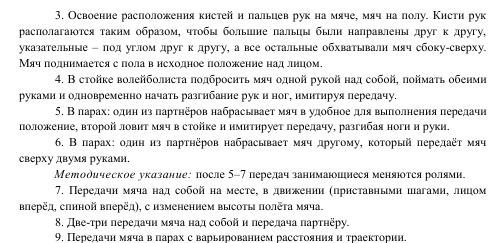 3. Освоение расположения кистей и пальцев рук на мяче, мяч на полу. Кисти рук
располагаются таким образом, чтобы большие пальцы были направлены друг к другу,
указательные – под углом друг к другу, а все остальные обхватывали мяч сбоку-сверху.
Мяч поднимается с пола в исходное положение над лицом.
4. В стойке волейболиста подбросить мяч одной рукой над собой, поймать обеими
руками и одновременно начать разгибание рук и ног, имитируя передачу.
5. В парах: один из партнёров набрасывает мяч в удобное для выполнения передачи
положение, второй ловит мяч в стойке и имитирует передачу, разгибая ноги и руки.
6. В парах: один из партнёров набрасывает мяч другому, который передаёт мяч
сверху двумя руками.
Методическое указание: после 5–7 передач занимающиеся меняются ролями.
7. Передачи мяча над собой на месте, в движении (приставными шагами, лицом
вперёд, спиной вперёд), с изменением высоты полёта мяча.
8. Две-три передачи мяча над собой и передача партнёру.
9. Передачи мяча в парах с варьированием расстояния и траектории.